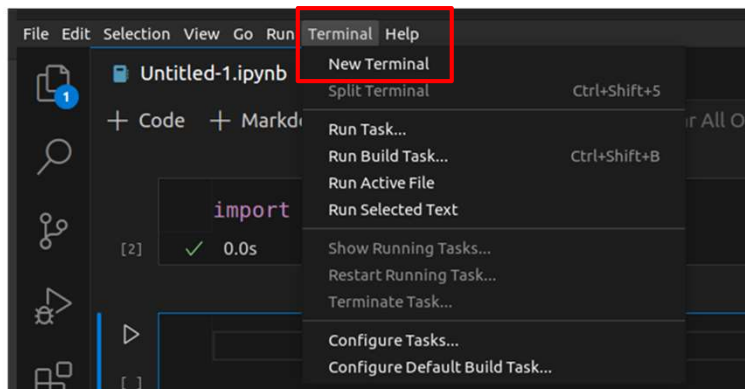 File Edit Selection View Go Run Terminal Help
Untitled-1.ipynb
New Terminal
1
Split Terminal Ctrl+Shift+5
+ Code + Markd
r All O
Run Task...
Run Build Task... Ctrl+Shift+B
Run Active File
import
Run Selected Text
[2] 0.0s
Show Running Tasks...
Restart Running Task...
Terminate Task...
Configure Tasks...
Configure Default Build Task...
[ ]